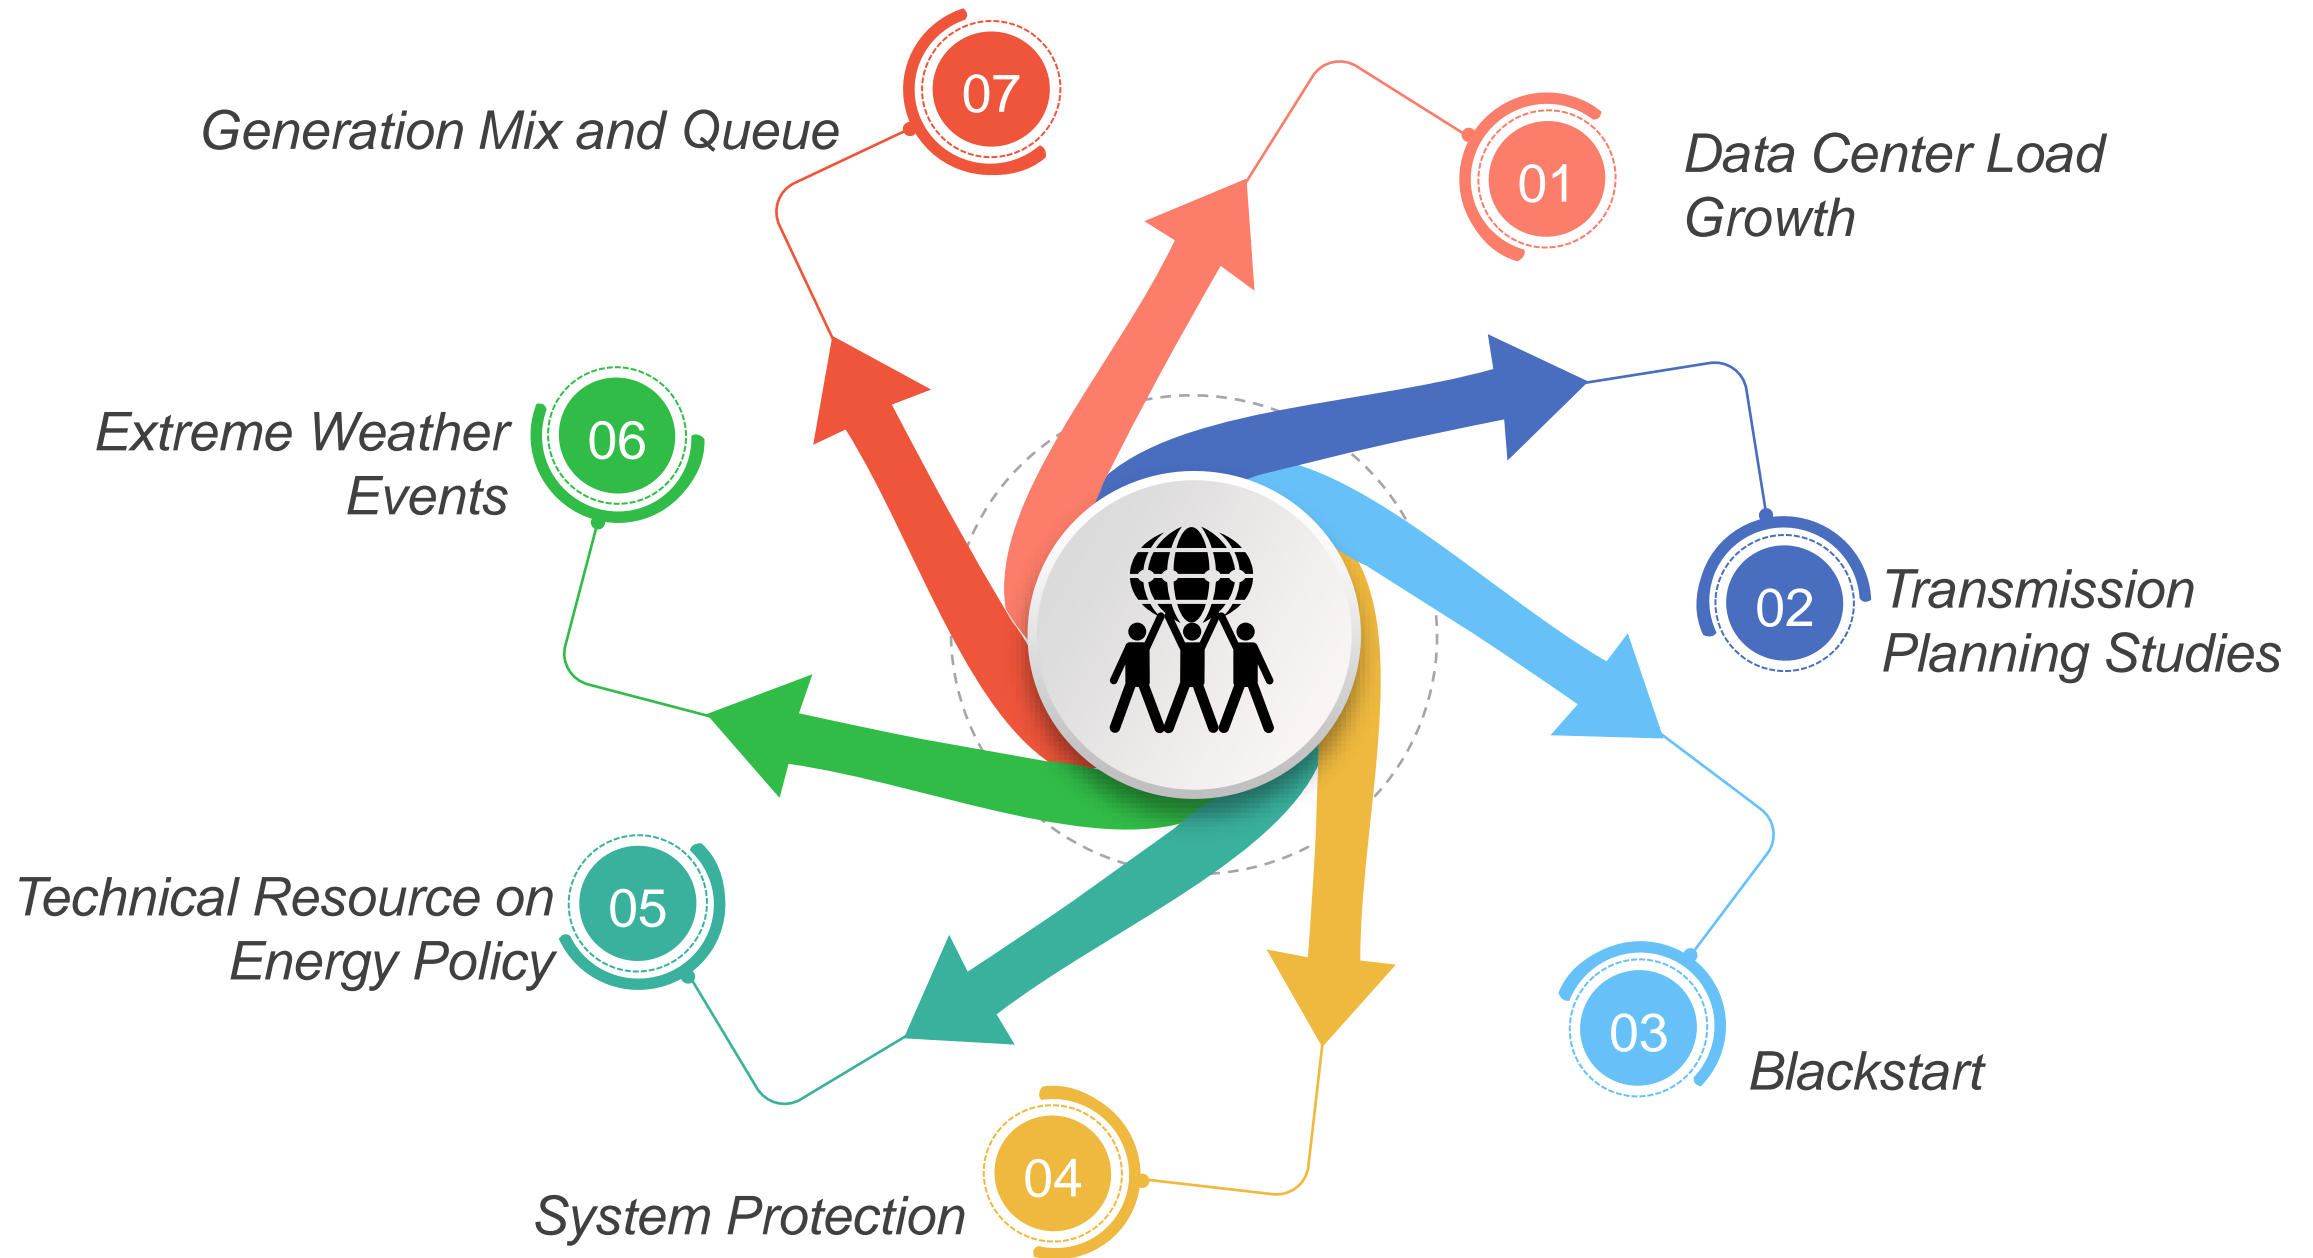 01
Data Center Load
Growth
02
Transmission
Planning Studies
03
Blackstart
04
System Protection
05
Technical Resource on
Energy Policy
06
Extreme Weather
Events
07
Generation Mix and Queue